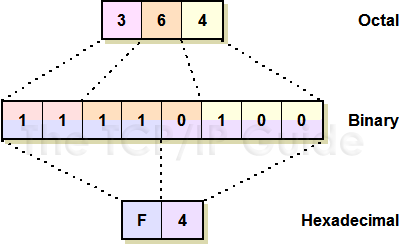 3 6 4 Octal
1 1 1 1 0 1 0 0 Binary
The TCP/IP Guide
F 4 Hexadecimal